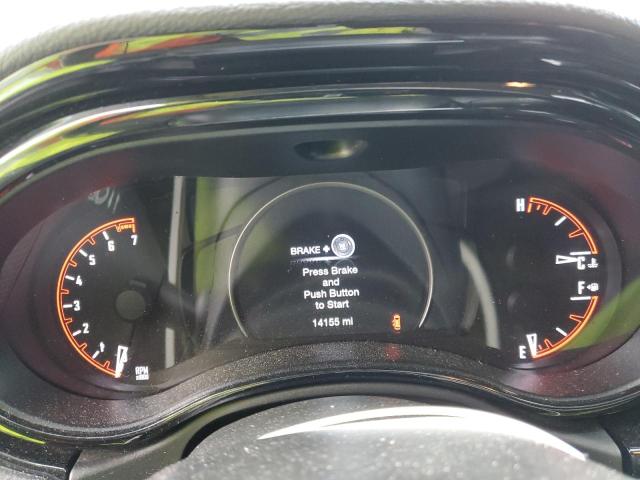 BRAKE +
Press Brake
and
Push Button
to Start
14155 mi
7
6
5
4
3
2
1
RPM
H
C
F
E